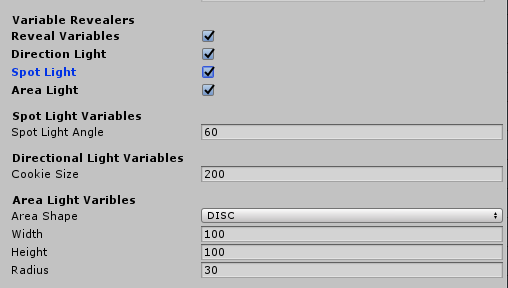 Variable Revealers
Reveal Variables
Direction Light
Spot Light
Area Light
Spot Light Variables
Spot Light Angle 60
Directional Light Variables
Cookie Size 200
Area Light Varibles
Area Shape DISC
Width 100
Height 100
Radius 30